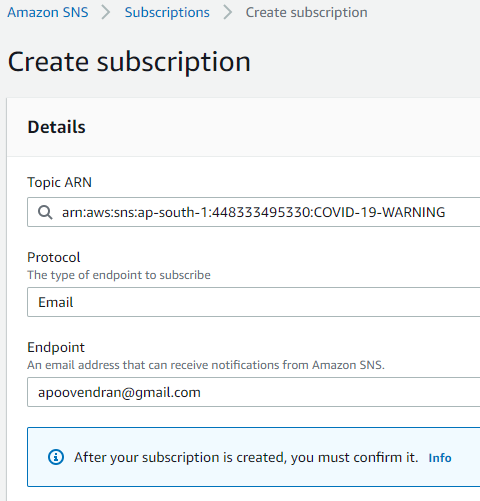 Amazon SNS > Subscriptions > Create subscription
Create subscription
Details
Topic ARN
arn:aws:sns:ap-south-1:448333495330:COVID-19-WARNING
Protocol
The type of endpoint to subscribe
Email
Endpoint
An email address that can receive notifications from Amazon SNS.
apoovendran@gmail.com
After your subscription is created, you must confirm it. Info